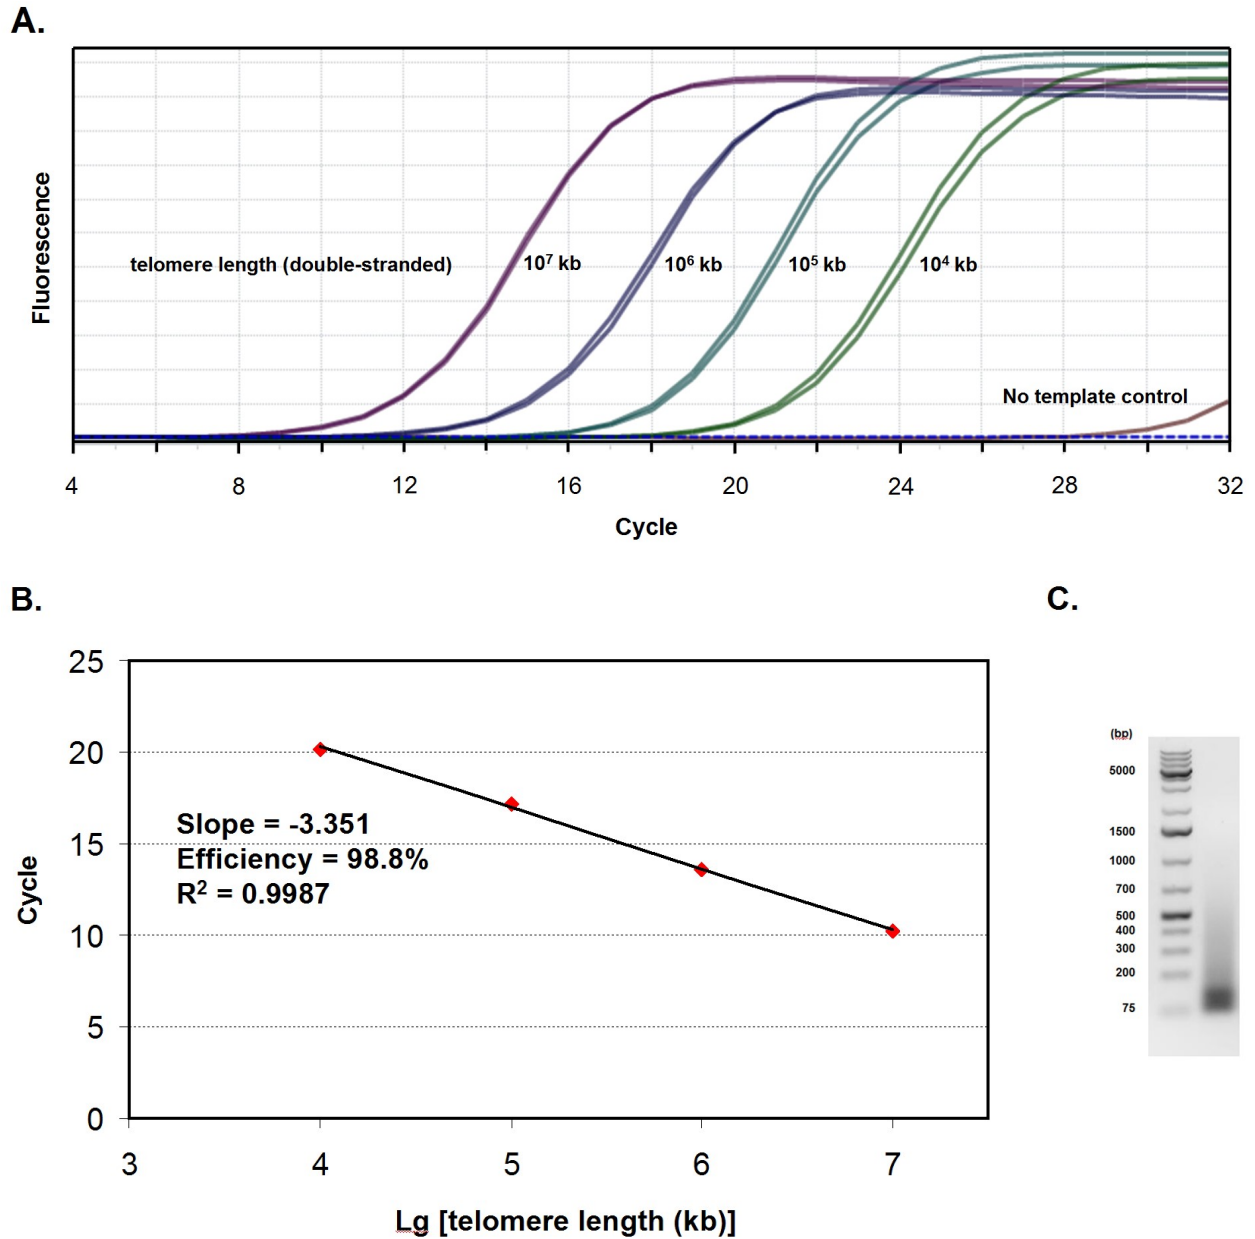 A.
Fluorescence
telomere length (double-stranded)
10⁷ kb
10⁶ kb
10⁵ kb
10⁴ kb
No template control
4 8 12 16 20 24 28 32
Cycle
B.
25
20
15
10
5
0
Cycle
Slope = -3.351
Efficiency = 98.8%
R² = 0.9987
3 4 5 6 7
Lg [telomere length (kb)]
C.
(bp)
5000
1500
1000
700
500
400
300
200
75